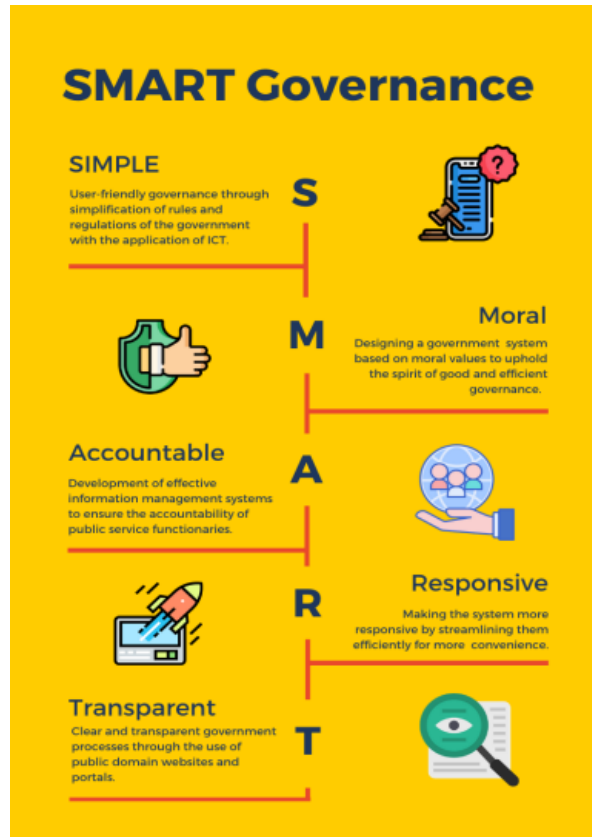 SMART Governance
SIMPLE
User-friendly governance through
simplification of rules and
regulations of the government
with the application of ICT.
S
?
M
Moral
Designing a government system
based on moral values to uphold
the spirit of good and efficient
governance.
Accountable
Development of effective
information management systems
to ensure the accountability of
public service functionaries.
A
R
Responsive
Making the system more
responsive by streamlining them
efficiently for more convenience.
Transparent
Clear and transparent government
processes through the use of
public domain websites and
portals.
T